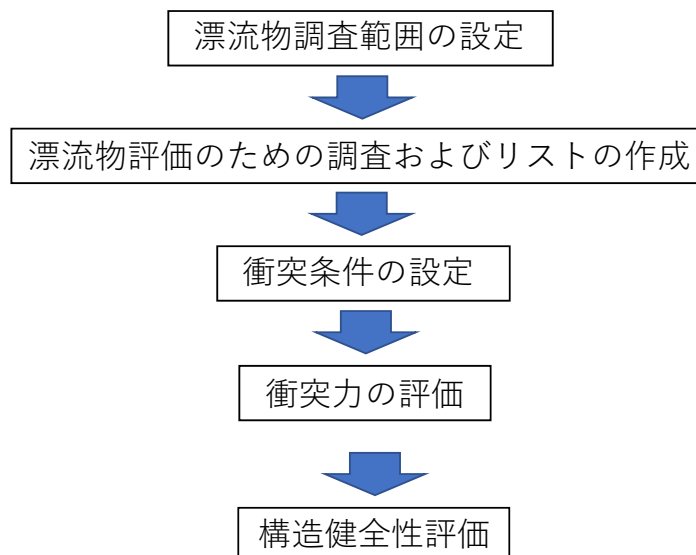 漂流物調査範囲の設定
漂流物評価のための調査およびリストの作成
衝突条件の設定
衝突力の評価
構造健全性評価